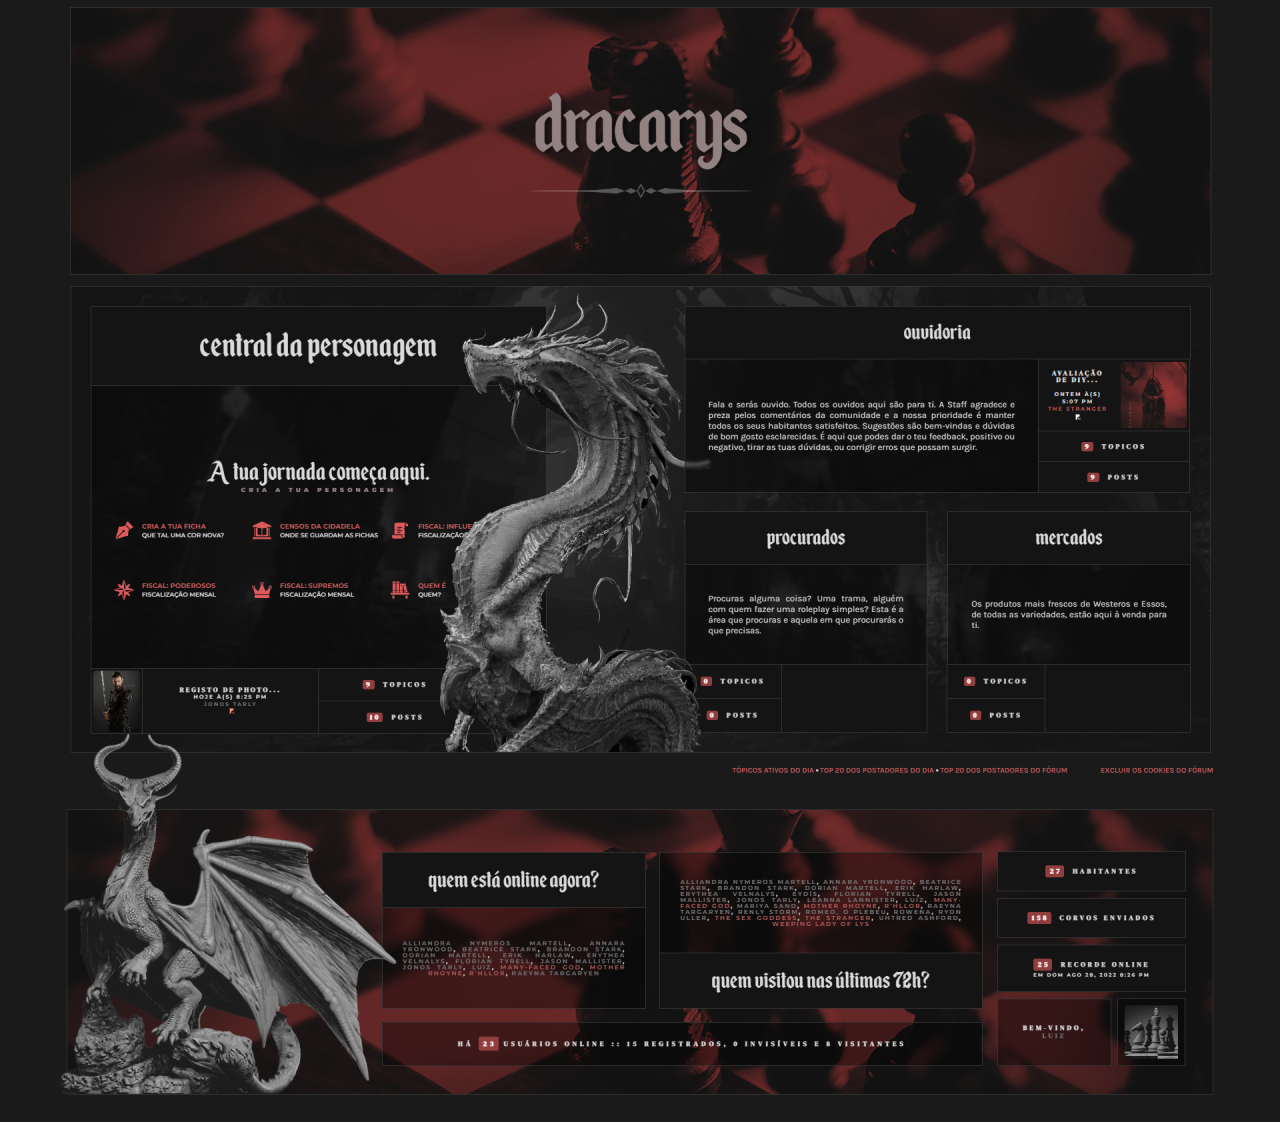 dracarys
central da personagem
A tua jornada começa aqui.
CRIA A TUA PERSONAGEM
CRIA A TUA FICHA
QUE TAL UMA COR NOVA?
CENSOS DA CIDADELA
ONDE SE GUARDAM AS FICHAS
FISCAL: INFLUE
FISCALIZAÇÃO
FISCAL: PODEROSOS
FISCALIZAÇÃO MENSAL
FISCAL: SUPREMOS
FISCALIZAÇÃO MENSAL
QUEM É
QUEM?
REGISTO DE PHOTO...
HOJE À(S) 8:25 PM
JONOS TARLY
9 TOPICOS
10 POSTS
ouvidoria
Fala e serás ouvido. Todos os ouvidos aqui são para ti. A Staff agradece e
preza pelos comentários da comunidade e a nossa prioridade é manter
todos os seus habitantes satisfeitos. Sugestões são bem-vindas e dúvidas
de bom gosto esclarecidas. É aqui que podes dar o teu feedback, positivo ou
negativo, tirar as tuas dúvidas, ou corrigir erros que possam surgir.
AVALIAÇÃO
DE DIY...
ONTEM À(S)
5:07 PM
THE STRANGER
9 TOPICOS
9 POSTS
procurados
Procuras alguma coisa? Uma trama, alguém
com quem fazer uma roleplay simples? Esta é a
área que procuras e aquela em que procurarás o
que precisas.
0 TOPICOS
0 POSTS
mercados
Os produtos mais frescos de Westeros e Essos,
de todas as variedades, estão aqui à venda para
ti.
0 TOPICOS
0 POSTS
TÓPICOS ATIVOS DO DIA • TOP 20 DOS POSTADORES DO DIA • TOP 20 DOS POSTADORES DO FÓRUM
EXCLUIR OS COOKIES DO FÓRUM
quem está online agora?
ALLIANDRA NYMEROS MARTELL, ANNARA
YRONWOOD, BEATRICE STARK, BRANDON STARK,
DORIAN MARTELL, ERIK HARLAW, ERYTHEA
VELNALYS, FLORIAN TYRELL, JASON MALLISTER,
JONOS TARLY, LUIZ, MANY-FACED GOD, MOTHER
RHOYNE, R'HLLOR, RAEYNA TARGARYEN
ALLIANDRA NYMEROS MARTELL, ANNARA YRONWOOD, BEATRICE
STARK, BRANDON STARK, DORIAN MARTELL, ERIK HARLAW,
ERYTHEA VELNALYS, EYDÍS, FLORIAN TYRELL, JASON
MALLISTER, JONOS TARLY, LEANNA LANNISTER, LUIZ, MANY-
FACED GOD, MARIYA SAND, MOTHER RHOYNE, R'HLLOR, RAEYNA
TARGARYEN, RENLY STORM, ROMEO, O PLEBEU, ROWENA, RYON
ULLER, THE SEX GODDESS, THE STRANGER, UHTRED ASHFORD,
WEEPING LADY OF LYS
quem visitou nas últimas 72h?
HÁ 23 USUÁRIOS ONLINE :: 15 REGISTRADOS, 0 INVISÍVEIS E 8 VISITANTES
27 HABITANTES
158 CORVOS ENVIADOS
25 RECORDE ONLINE
EM DOM AGO 28, 2022 8:26 PM
BEM-VINDO,
LUIZ